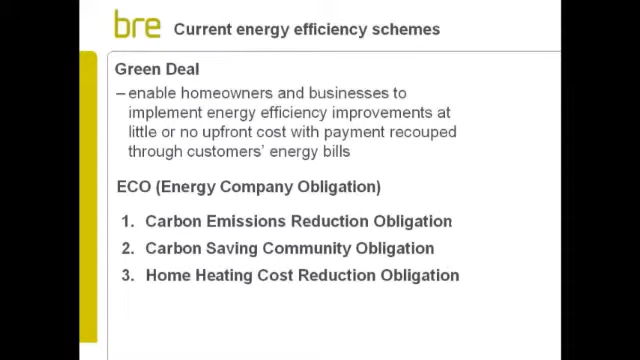 bre
Current energy efficiency schemes
Green Deal
– enable homeowners and businesses to
implement energy efficiency improvements at
little or no upfront cost with payment recouped
through customers' energy bills
ECO (Energy Company Obligation)
1. Carbon Emissions Reduction Obligation
2. Carbon Saving Community Obligation
3. Home Heating Cost Reduction Obligation